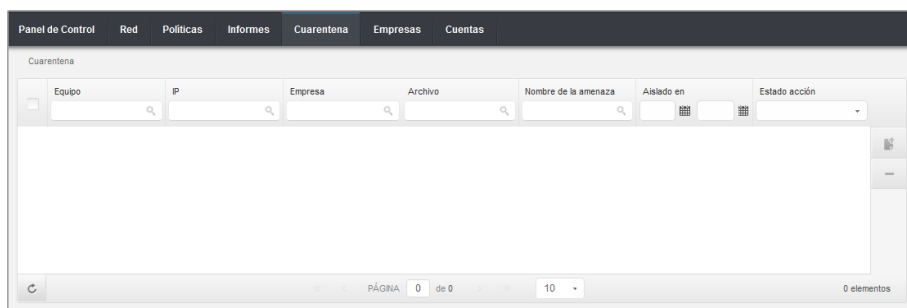 Panel de Control Red Políticas Informes Cuarentena Empresas Cuentas
Cuarentena
Equipo IP Empresa Archivo Nombre de la amenaza Aislado en Estado acción
PÁGINA 0 de 0 10 0 elementos